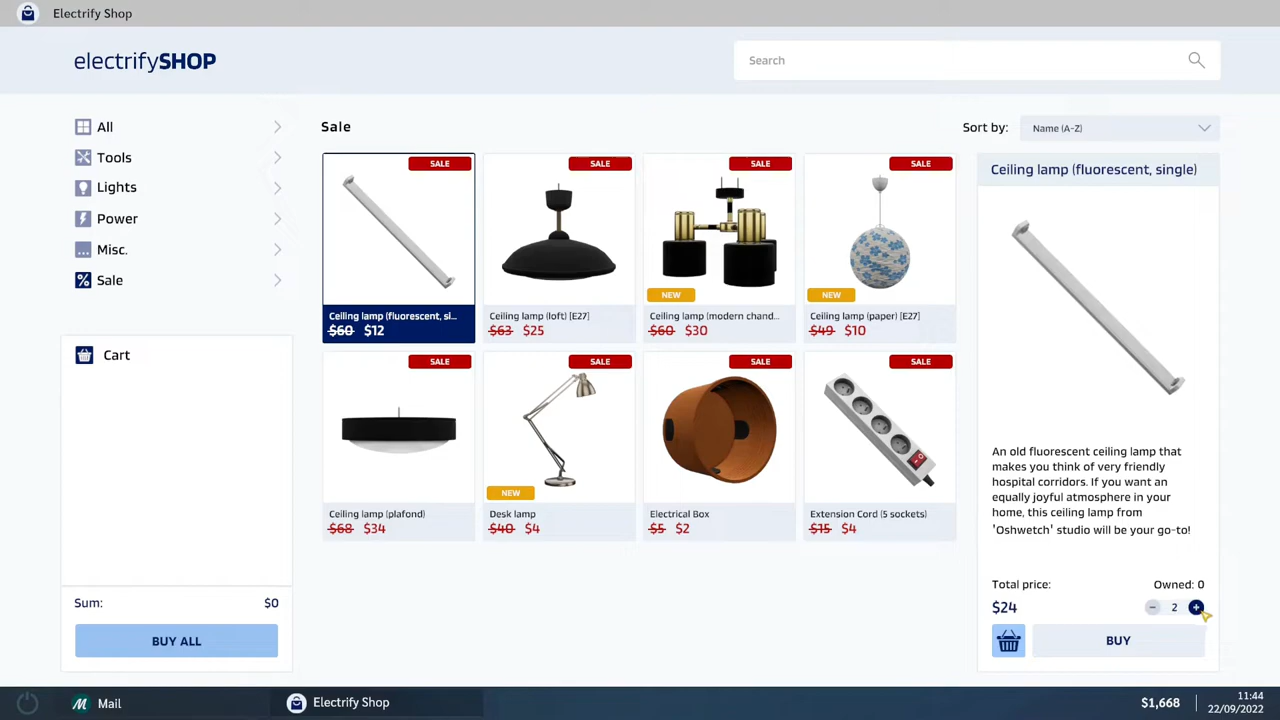 Electrify Shop
electrifySHOP
Search
All
Tools
Lights
Power
Misc.
Sale
Cart
Sum: $0
BUY ALL
Sale
Sort by: Name (A-Z)
SALE
Ceiling lamp (fluorescent, si...
$60 $12
SALE
Ceiling lamp (loft) [E27]
$63 $25
SALE
NEW
Ceiling lamp (modern chand...
$60 $30
SALE
NEW
Ceiling lamp (paper) [E27]
$49 $10
SALE
Ceiling lamp (plafond)
$68 $34
SALE
NEW
Desk lamp
$40 $4
SALE
Electrical Box
$5 $2
SALE
Extension Cord (5 sockets)
$15 $4
Ceiling lamp (fluorescent, single)
An old fluorescent ceiling lamp that
makes you think of very friendly
hospital corridors. If you want an
equally joyful atmosphere in your
home, this ceiling lamp from
'Oshwetch' studio will be your go-to!
Total price: Owned: 0
$24 − 2 +
BUY
Mail
Electrify Shop
$1,668
11:44
22/09/2022